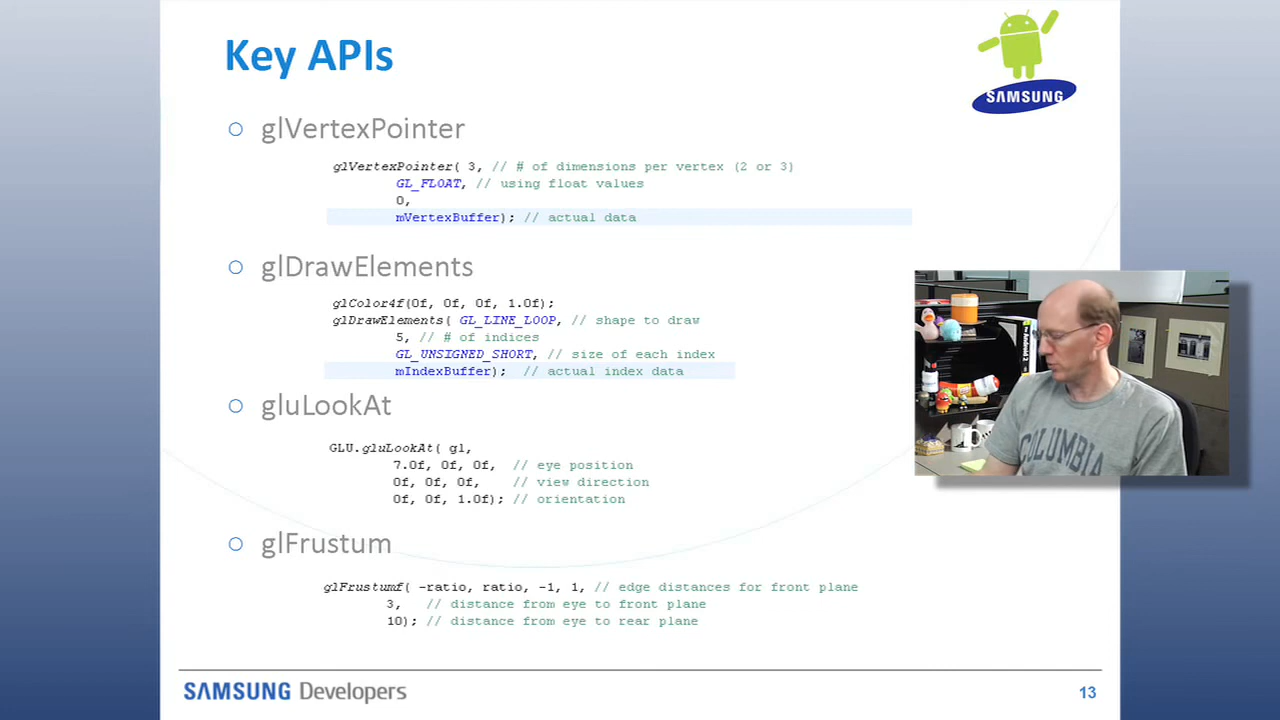 Key APIs
SAMSUNG
glVertexPointer
glVertexPointer( 3, // # of dimensions per vertex (2 or 3)
GL_FLOAT, // using float values
0,
mVertexBuffer); // actual data
glDrawElements
glColor4f(0f, 0f, 0f, 1.0f);
glDrawElements( GL_LINE_LOOP, // shape to draw
5, // # of indices
GL_UNSIGNED_SHORT, // size of each index
mIndexBuffer); // actual index data
gluLookAt
GLU.gluLookAt( gl,
7.0f, 0f, 0f, // eye position
0f, 0f, 0f, // view direction
0f, 0f, 1.0f); // orientation
glFrustum
glFrustumf( -ratio, ratio, -1, 1, // edge distances for front plane
3, // distance from eye to front plane
10); // distance from eye to rear plane
COLUMBIA
SAMSUNG Developers
13